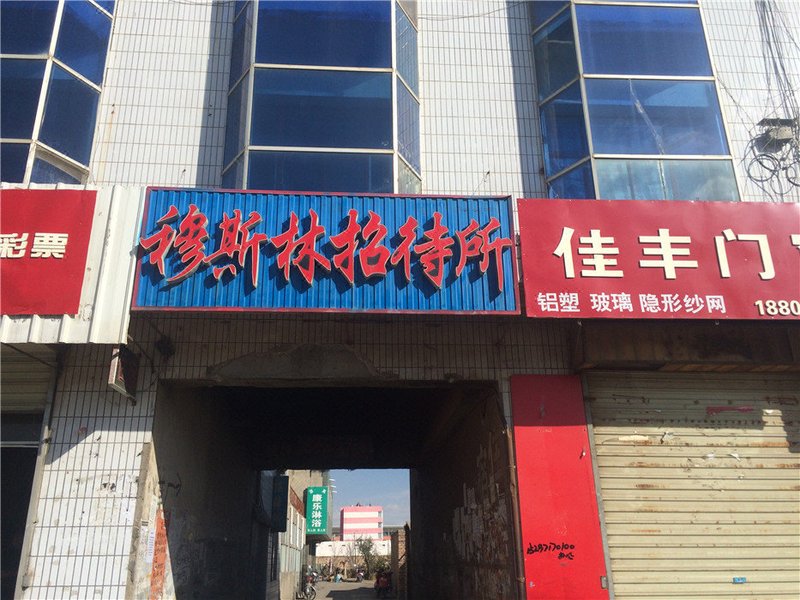 彩票
穆斯林招待所
佳丰门
铝塑 玻璃 隐形纱网
1880
康乐淋浴